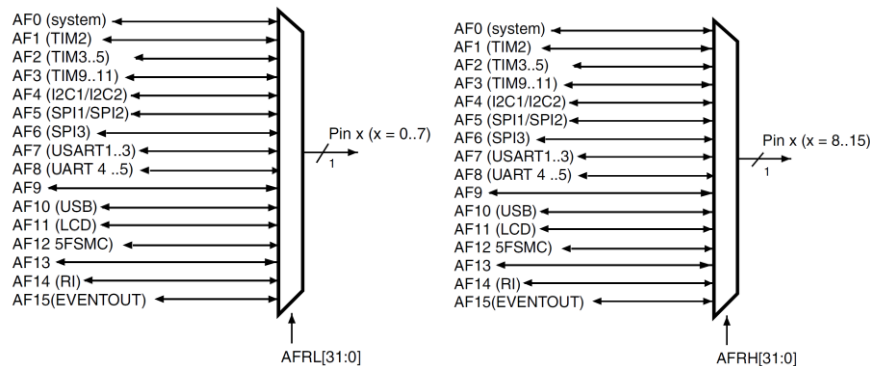 AF0 (system)
AF1 (TIM2)
AF2 (TIM3..5)
AF3 (TIM9..11)
AF4 (I2C1/I2C2)
AF5 (SPI1/SPI2)
AF6 (SPI3)
AF7 (USART1..3)
AF8 (UART 4 ..5)
AF9
AF10 (USB)
AF11 (LCD)
AF12 5FSMC)
AF13
AF14 (RI)
AF15(EVENTOUT)
Pin x (x = 0..7)
1
AFRL[31:0]
AF0 (system)
AF1 (TIM2)
AF2 (TIM3..5)
AF3 (TIM9..11)
AF4 (I2C1/I2C2)
AF5 (SPI1/SPI2)
AF6 (SPI3)
AF7 (USART1..3)
AF8 (UART 4 ..5)
AF9
AF10 (USB)
AF11 (LCD)
AF12 5FSMC)
AF13
AF14 (RI)
AF15(EVENTOUT)
Pin x (x = 8..15)
1
AFRH[31:0]